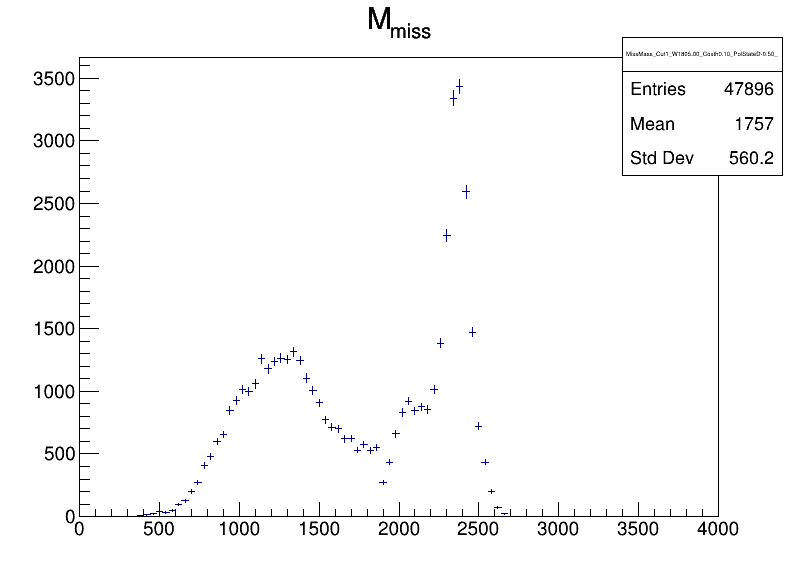 M_miss
MissMass_Cut1_W1805.00_Costh0.10_PolStateD-0.50_
Entries 47896
Mean 1757
Std Dev 560.2
3500
3000
2500
2000
1500
1000
500
0
0 500 1000 1500 2000 2500 3000 3500 4000